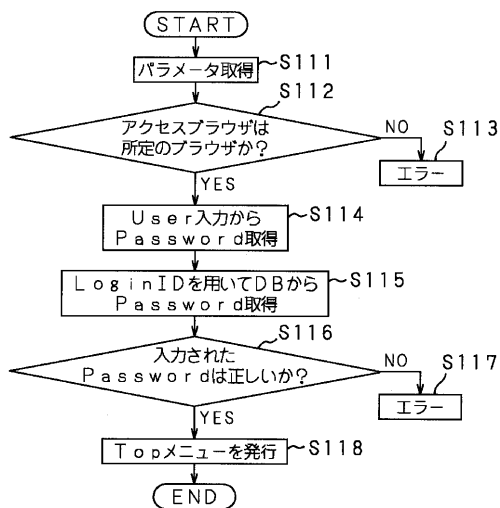 START
パラメータ取得
S111
S112
アクセスブラウザは
所定のブラウザか?
NO
S113
エラー
YES
User入力から
Password取得
S114
LoginIDを用いてDBから
Password取得
S115
S116
入力された
Passwordは正しいか?
NO
S117
エラー
YES
Topメニューを発行
S118
END